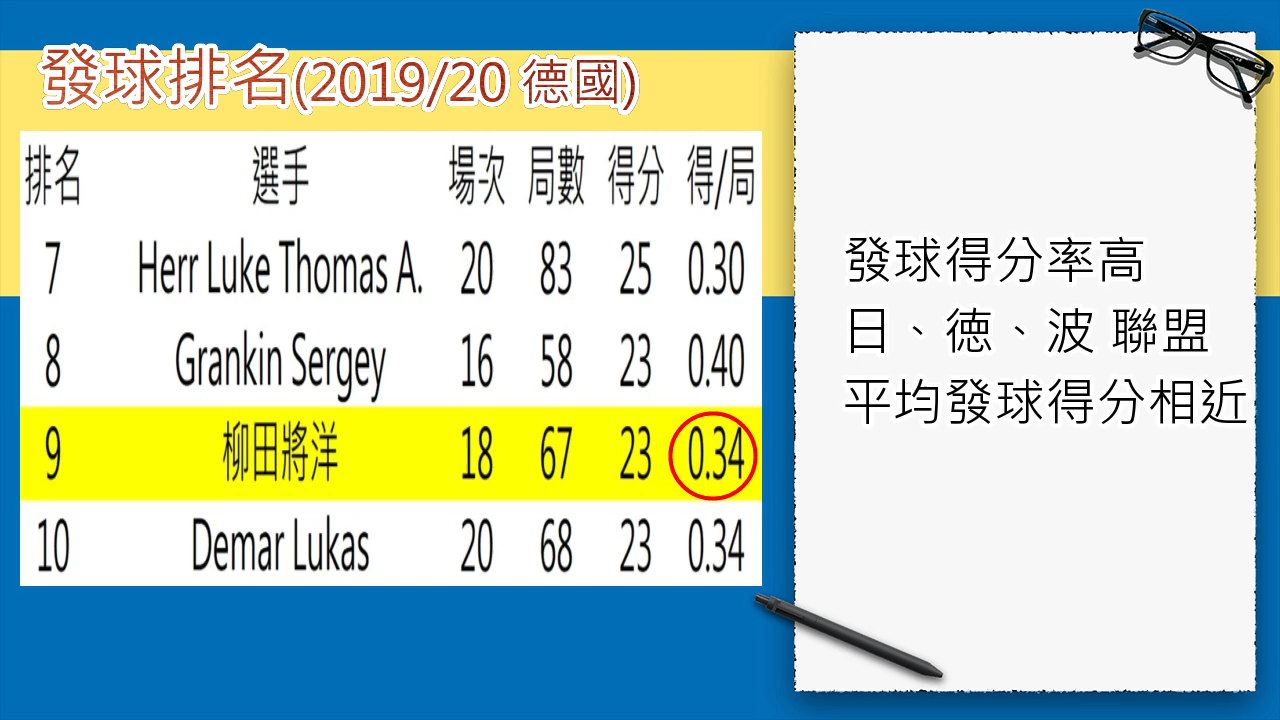 發球排名(2019/20 德國)
排名 選手 場次 局數 得分 得/局
7 Herr Luke Thomas A. 20 83 25 0.30
8 Grankin Sergey 16 58 23 0.40
9 柳田將洋 18 67 23 0.34
10 Demar Lukas 20 68 23 0.34
發球得分率高
日、德、波 聯盟
平均發球得分相近